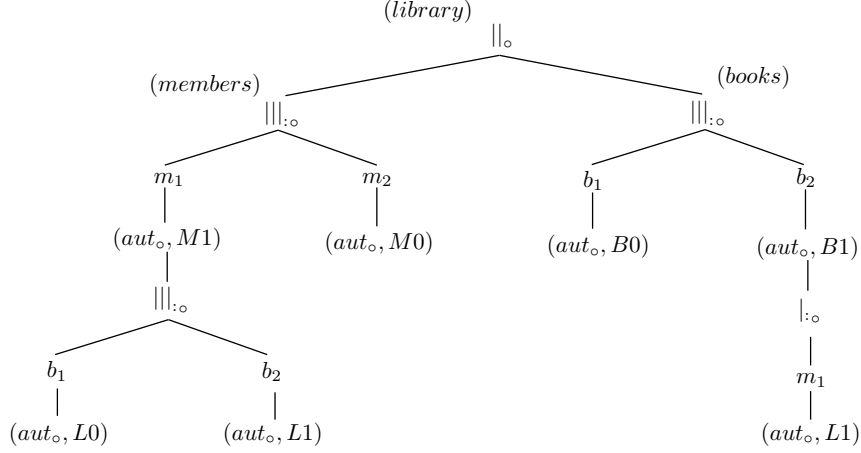 (library)
||∘
(members) (books)
|||:∘ |||:∘
m₁ m₂ b₁ b₂
(aut∘, M1) (aut∘, M0) (aut∘, B0) (aut∘, B1)
|||:∘ |:∘
b₁ b₂ m₁
(aut∘, L0) (aut∘, L1) (aut∘, L1)